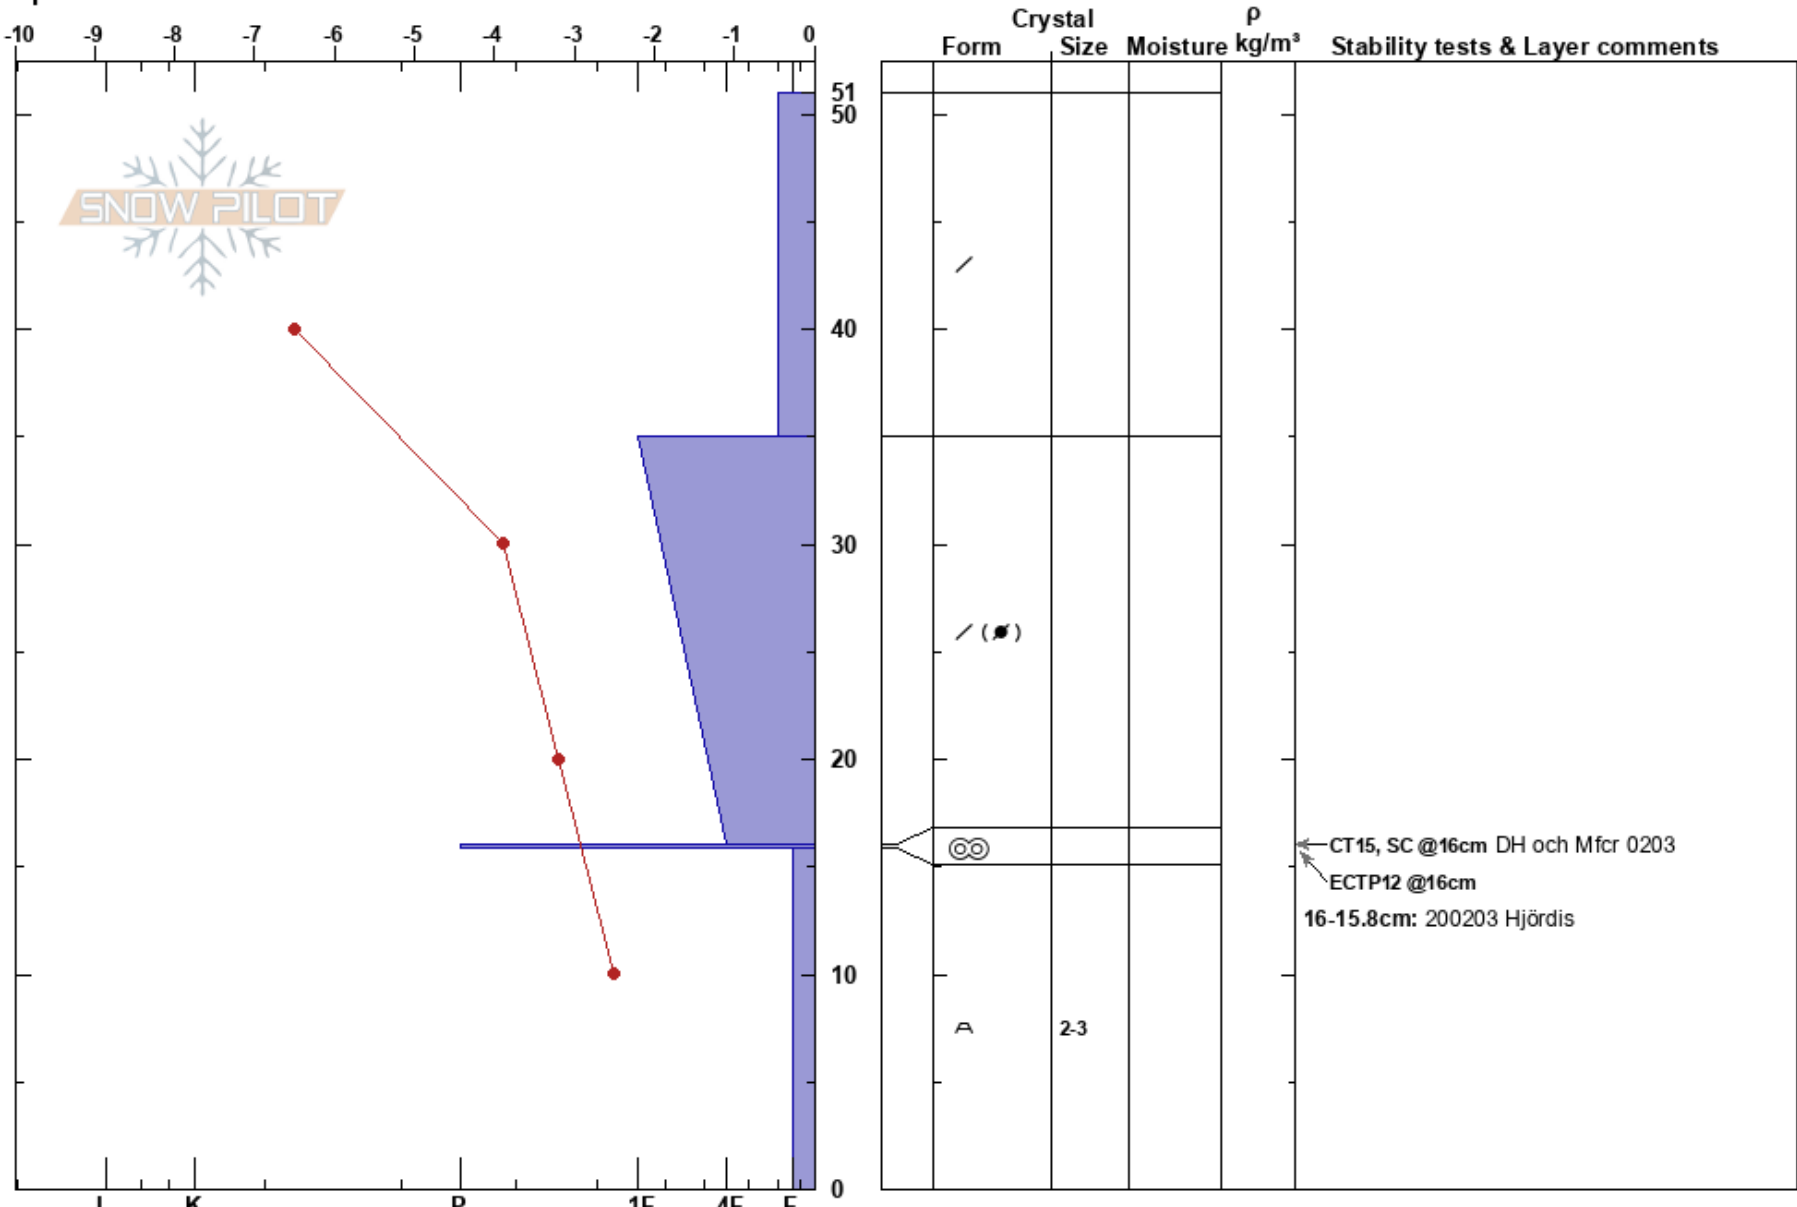 Crystal ρ
-10 -9 -8 -7 -6 -5 -4 -3 -2 -1 0 Form Size Moisture kg/m³ Stability tests & Layer comments
51
50
SNOW PILOT
40
30
20
CT15, SC @16cm DH och Mfcr 0203
ECTP12 @16cm
16-15.8cm: 200203 Hjördis
10
2-3
0
I K P 1F 4F F